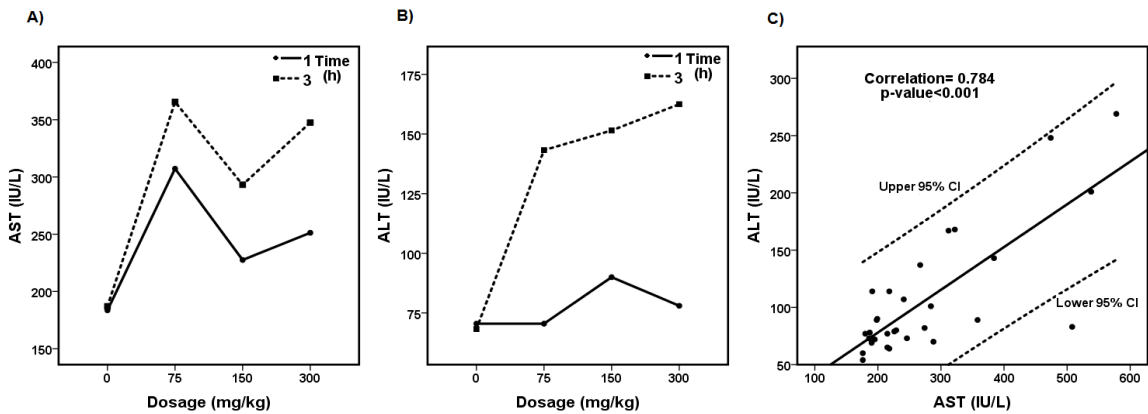 A)
400
350
300
250
200
150
AST (IU/L)
1 Time
3 (h)
0 75 150 300
Dosage (mg/kg)
B)
175
150
125
100
75
ALT (IU/L)
1 Time
3 (h)
0 75 150 300
Dosage (mg/kg)
C)
300
250
200
150
100
50
ALT (IU/L)
Correlation= 0.784
p-value<0.001
Upper 95% CI
Lower 95% CI
100 200 300 400 500 600
AST (IU/L)